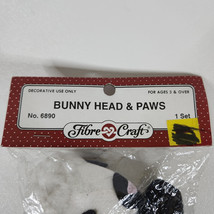 DECORATIVE USE ONLY FOR AGES 3 & OVER
BUNNY HEAD & PAWS
No. 6890 1 Set
Fibre Craft